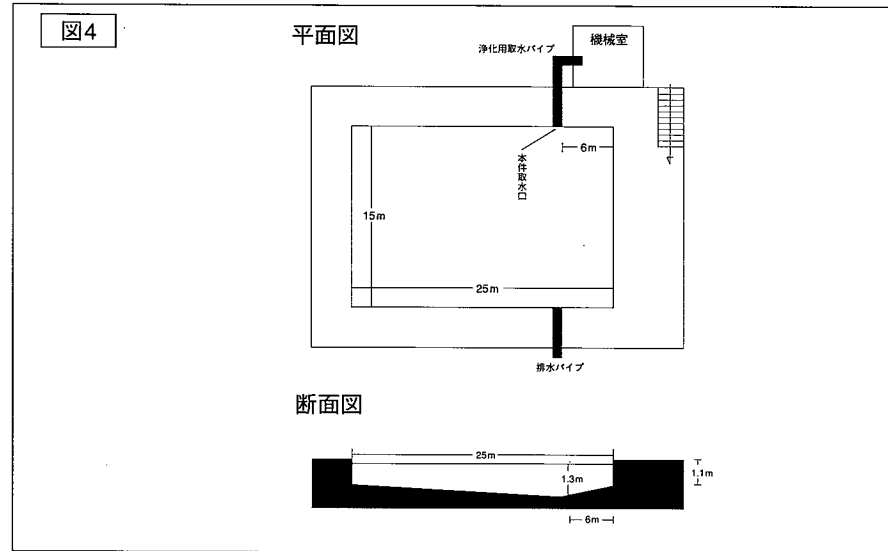 図4
平面図
浄化用取水パイプ
機械室
6m
本件取水口
15m
25m
排水パイプ
断面図
25m
1.3m
1.1m
6m